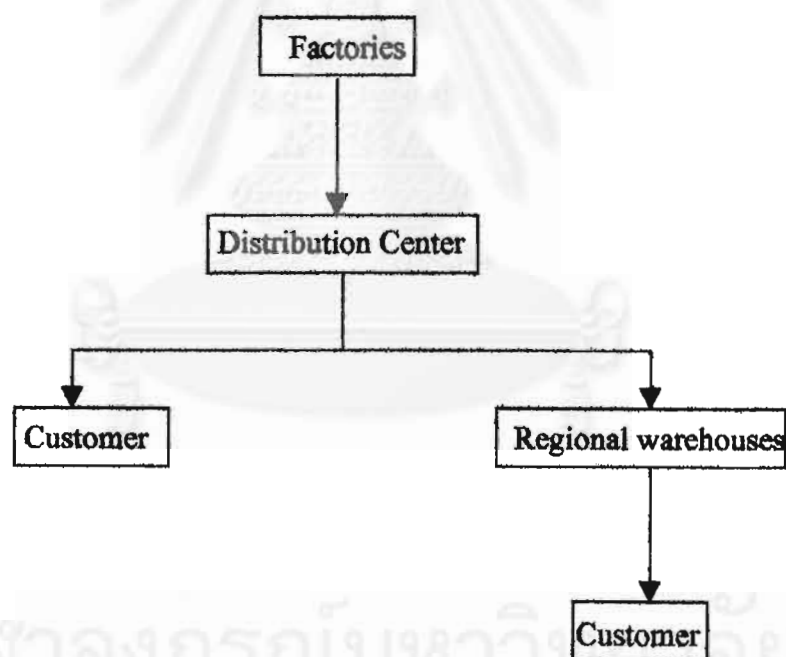 Factories
Distribution Center
Customer
Regional warehouses
Customer